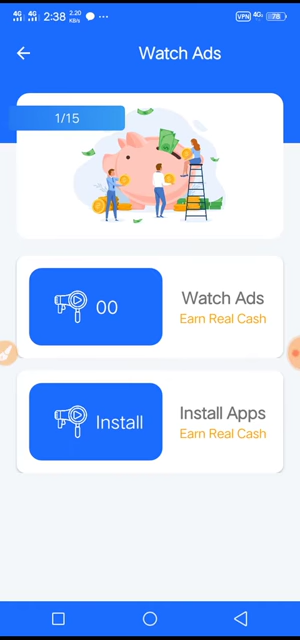 4G 4G 2:38 2.20 KB/s ... VPN 4G 78
Watch Ads
1/15
00
Watch Ads
Earn Real Cash
Install
Install Apps
Earn Real Cash